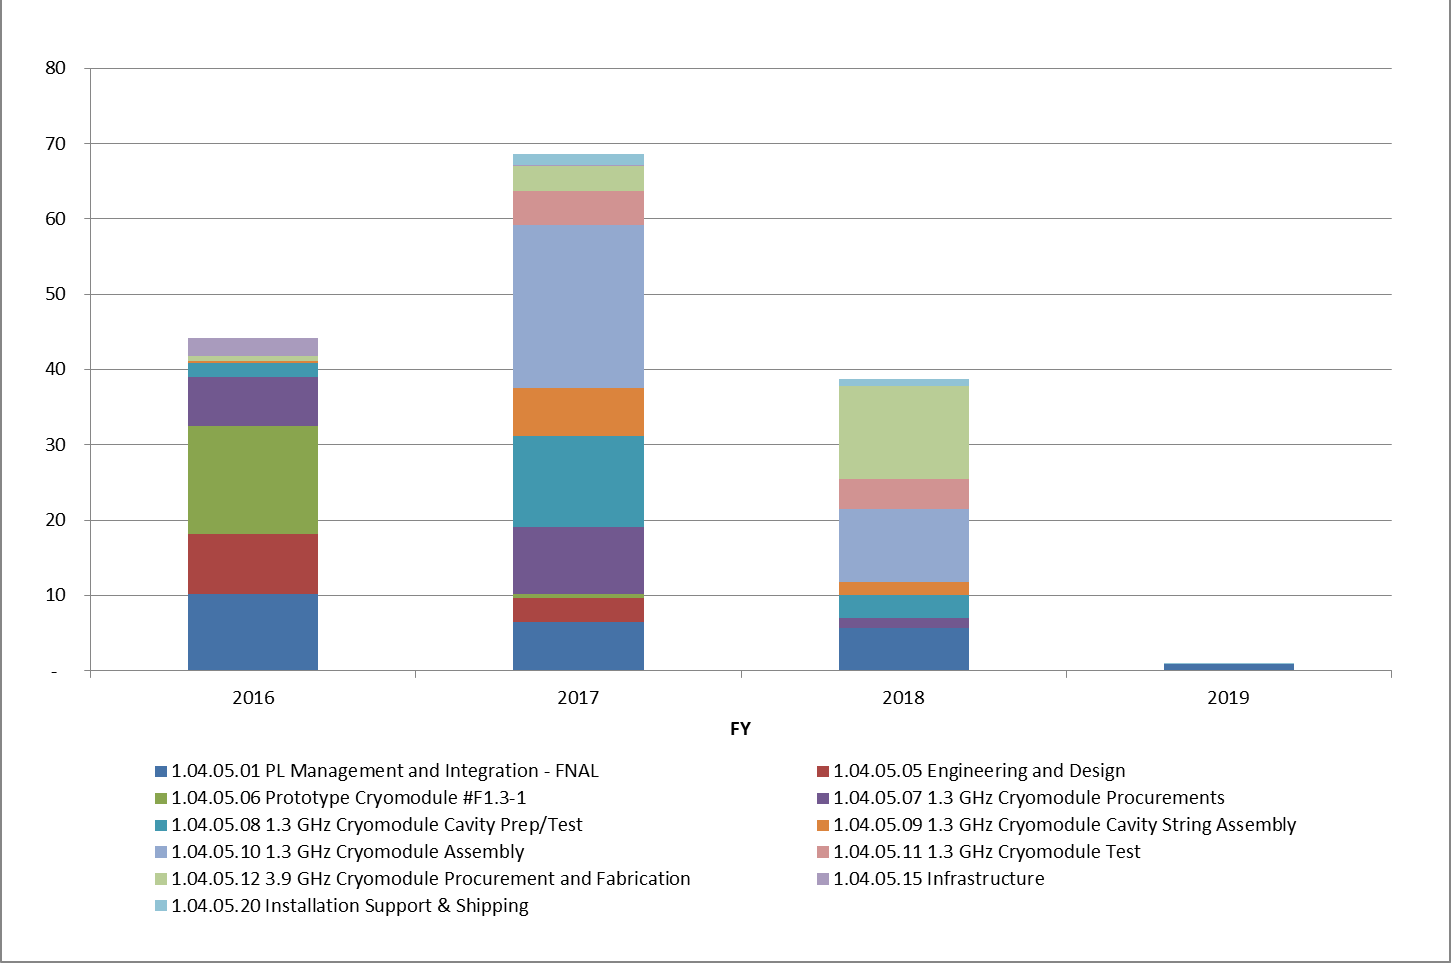 80
70
60
50
40
30
20
10
-
2016 2017 2018 2019
FY
1.04.05.01 PL Management and Integration - FNAL 1.04.05.05 Engineering and Design
1.04.05.06 Prototype Cryomodule #F1.3-1 1.04.05.07 1.3 GHz Cryomodule Procurements
1.04.05.08 1.3 GHz Cryomodule Cavity Prep/Test 1.04.05.09 1.3 GHz Cryomodule Cavity String Assembly
1.04.05.10 1.3 GHz Cryomodule Assembly 1.04.05.11 1.3 GHz Cryomodule Test
1.04.05.12 3.9 GHz Cryomodule Procurement and Fabrication 1.04.05.15 Infrastructure
1.04.05.20 Installation Support & Shipping